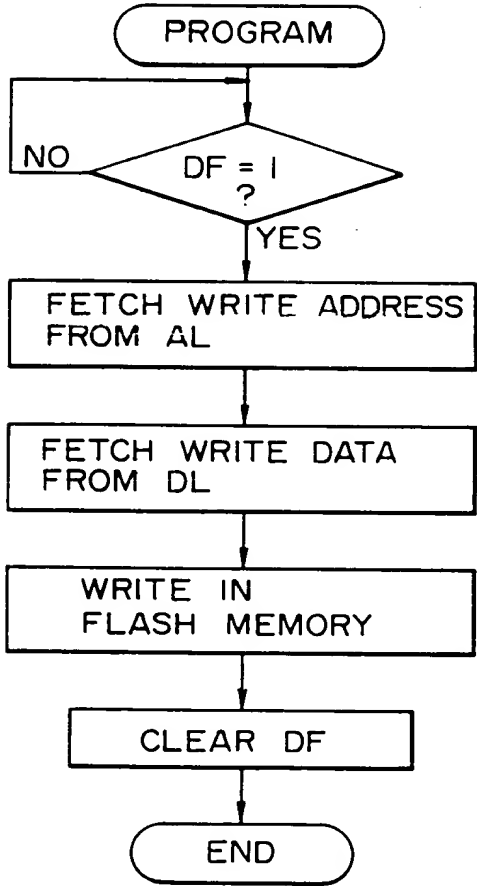 PROGRAM
NO
DF = 1
?
YES
FETCH WRITE ADDRESS
FROM AL
FETCH WRITE DATA
FROM DL
WRITE IN
FLASH MEMORY
CLEAR DF
END